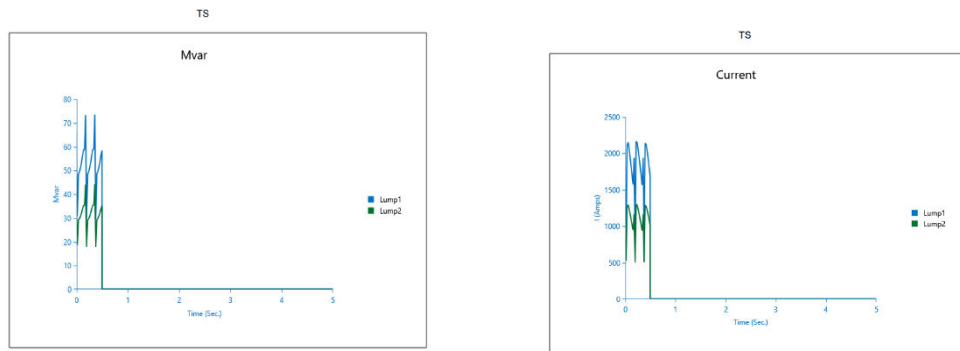 TS
Mvar
80
70
60
50
40
30
20
10
0
Mvar
0 1 2 3 4 5
Time (Sec.)
Lump1
Lump2
TS
Current
2500
2000
1500
1000
500
0
I (Amps)
0 1 2 3 4 5
Time (Sec.)
Lump1
Lump2